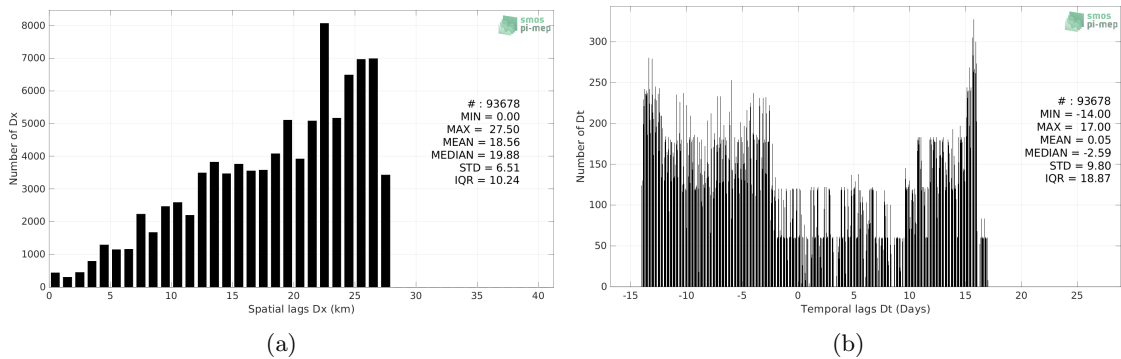 smos
pi-mep
8000
7000
6000
5000
4000
3000
2000
1000
0
Number of Dx
# : 93678
MIN = 0.00
MAX = 27.50
MEAN = 18.56
MEDIAN = 19.88
STD = 6.51
IQR = 10.24
0 5 10 15 20 25 30 35 40
Spatial lags Dx (km)
(a)
smos
pi-mep
300
250
200
150
100
50
0
Number of Dt
# : 93678
MIN = -14.00
MAX = 17.00
MEAN = 0.05
MEDIAN = -2.59
STD = 9.80
IQR = 18.87
-15 -10 -5 0 5 10 15 20 25
Temporal lags Dt (Days)
(b)